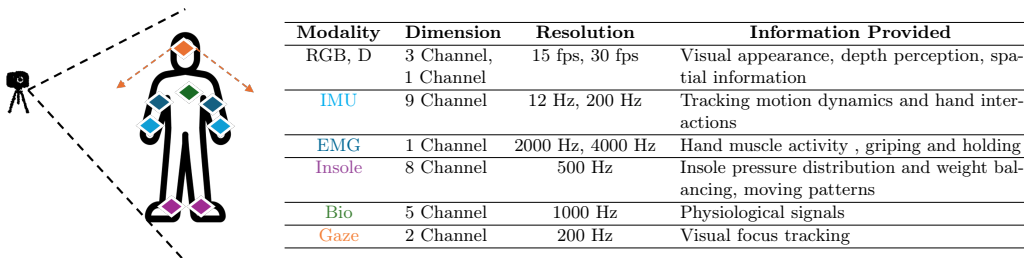 Modality Dimension Resolution Information Provided
RGB, D 3 Channel, 15 fps, 30 fps Visual appearance, depth perception, spa-
1 Channel tial information
IMU 9 Channel 12 Hz, 200 Hz Tracking motion dynamics and hand inter-
actions
EMG 1 Channel 2000 Hz, 4000 Hz Hand muscle activity , griping and holding
Insole 8 Channel 500 Hz Insole pressure distribution and weight bal-
ancing, moving patterns
Bio 5 Channel 1000 Hz Physiological signals
Gaze 2 Channel 200 Hz Visual focus tracking